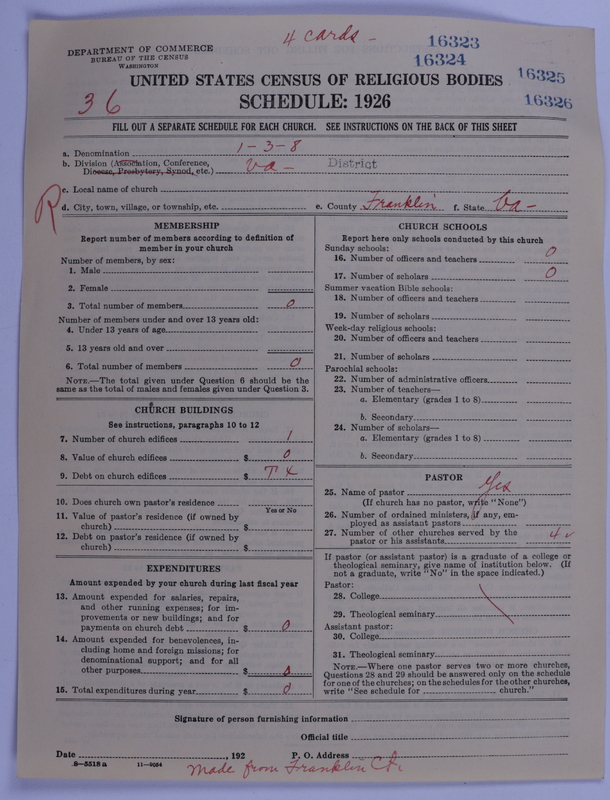 4 cards -
DEPARTMENT OF COMMERCE
BUREAU OF THE CENSUS
WASHINGTON
16323
16324
16325
16326
UNITED STATES CENSUS OF RELIGIOUS BODIES
36
SCHEDULE: 1926
FILL OUT A SEPARATE SCHEDULE FOR EACH CHURCH. SEE INSTRUCTIONS ON THE BACK OF THIS SHEET
a. Denomination 1-3-8
b. Division (Association, Conference, Diocese, Presbytery, Synod, etc.) Va - District
R
c. Local name of church
d. City, town, village, or township, etc. e. County Franklin f. State Va -
MEMBERSHIP
Report number of members according to definition of
member in your church
Number of members, by sex:
1. Male
2. Female
3. Total number of members 0
Number of members under and over 13 years old:
4. Under 13 years of age
5. 13 years old and over
6. Total number of members 0
NOTE.—The total given under Question 6 should be the
same as the total of males and females given under Question 3.
CHURCH BUILDINGS
See instructions, paragraphs 10 to 12
7. Number of church edifices 1
8. Value of church edifices $ 0
9. Debt on church edifices $
10. Does church own pastor's residence
Yes or No
11. Value of pastor's residence (if owned by
church) $
12. Debt on pastor's residence (if owned by
church) $
EXPENDITURES
Amount expended by your church during last fiscal year
13. Amount expended for salaries, repairs,
and other running expenses; for im-
provements or new buildings; and for
payments on church debt $ 0
14. Amount expended for benevolences, in-
cluding home and foreign missions; for
denominational support; and for all
other purposes $ 0
15. Total expenditures during year $ 0
CHURCH SCHOOLS
Report here only schools conducted by this church
Sunday schools:
16. Number of officers and teachers 0
17. Number of scholars 0
Summer vacation Bible schools:
18. Number of officers and teachers
19. Number of scholars
Week-day religious schools:
20. Number of officers and teachers
21. Number of scholars
Parochial schools:
22. Number of administrative officers
23. Number of teachers—
a. Elementary (grades 1 to 8)
b. Secondary
24. Number of scholars—
a. Elementary (grades 1 to 8)
b. Secondary
PASTOR
25. Name of pastor Yes
(If church has no pastor, write "None")
26. Number of ordained ministers, if any, em-
ployed as assistant pastors
27. Number of other churches served by the
pastor or his assistants 4
If pastor (or assistant pastor) is a graduate of a college or
theological seminary, give name of institution below. (If
not a graduate, write "No" in the space indicated.)
Pastor:
28. College
29. Theological seminary
Assistant pastor:
30. College
31. Theological seminary
NOTE.—Where one pastor serves two or more churches,
Questions 28 and 29 should be answered only on the schedule
for one of the churches; on the schedules for the other churches,
write "See schedule for church."
Signature of person furnishing information
Official title
Date , 192 P. O. Address
8-5518 a 11-9034
Made from Franklin